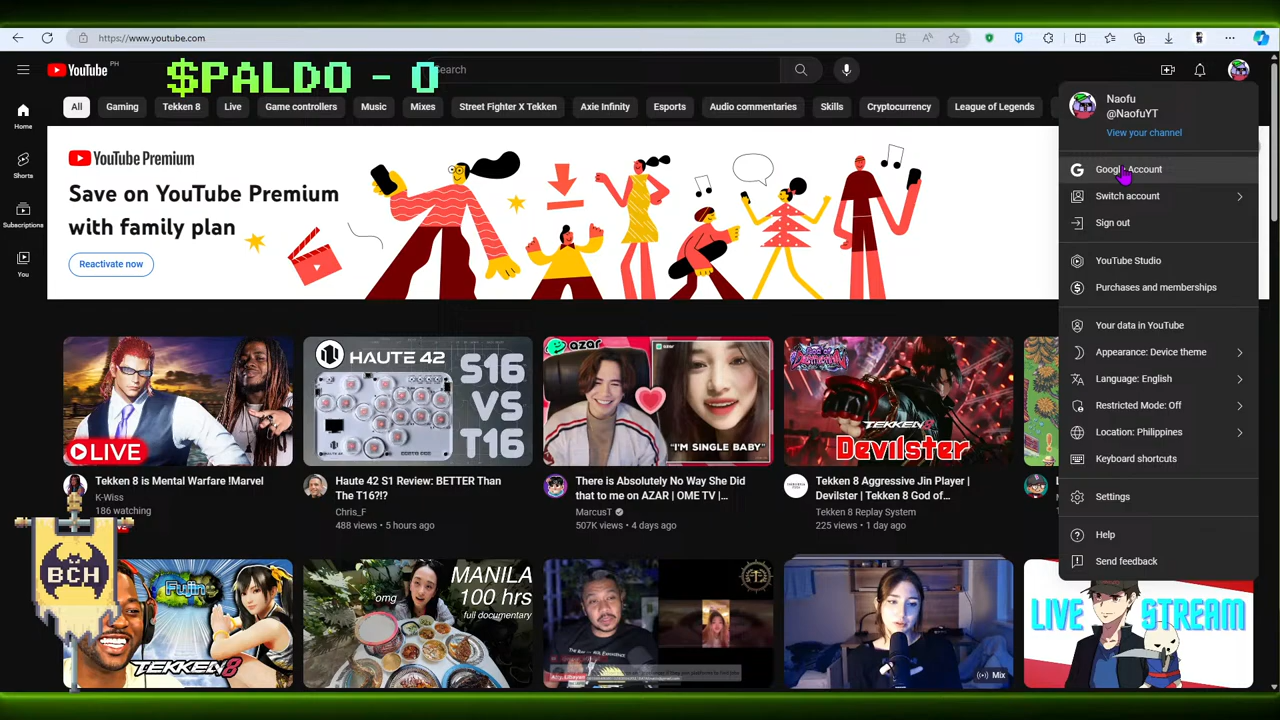 https://www.youtube.com
YouTube PH
$PALDO - 0
earch
All
Gaming
Tekken 8
Live
Game controllers
Music
Mixes
Street Fighter X Tekken
Axie Infinity
Esports
Audio commentaries
Skills
Cryptocurrency
League of Legends
Home
Shorts
Subscriptions
You
YouTube Premium
Save on YouTube Premium
with family plan
Reactivate now
Naofu
@NaofuYT
View your channel
Google Account
Switch account
Sign out
YouTube Studio
Purchases and memberships
Your data in YouTube
Appearance: Device theme
Language: English
Restricted Mode: Off
Location: Philippines
Keyboard shortcuts
Settings
Help
Send feedback
LIVE
Tekken 8 is Mental Warfare !Marvel
K-Wiss
186 watching
HAUTE 42
S16
VS
T16
Haute 42 S1 Review: BETTER Than
The T16?!?
Chris_F
488 views • 5 hours ago
azar
"I'M SINGLE BABY"
There is Absolutely No Way She Did
that to me on AZAR | OME TV |...
MarcusT
507K views • 4 days ago
TEKKEN 8
Devilster
Tekken 8 Aggressive Jin Player |
Devilster | Tekken 8 God of...
Tekken 8 Replay System
225 views • 1 day ago
BCH
Fujin
TEKKEN 8
omg
MANILA
100 hrs
full documentary
Mix
LIVE STREAM